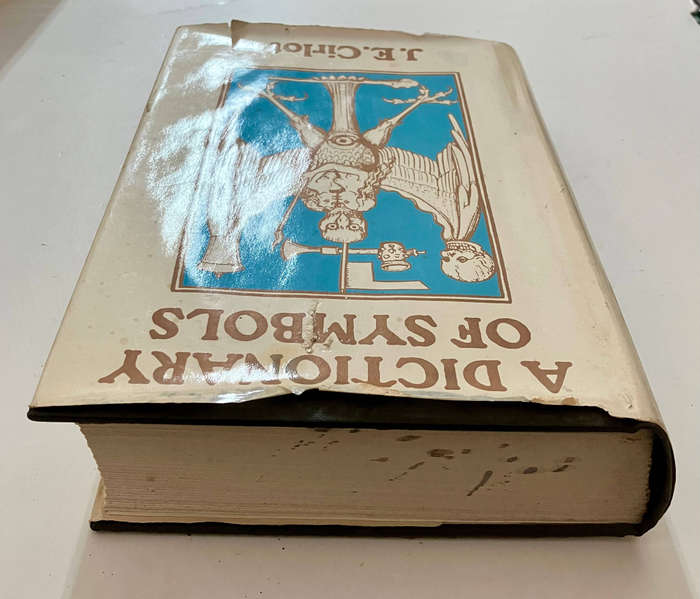 A DICTIONARY
OF SYMBOLS
J.E.Cirlot